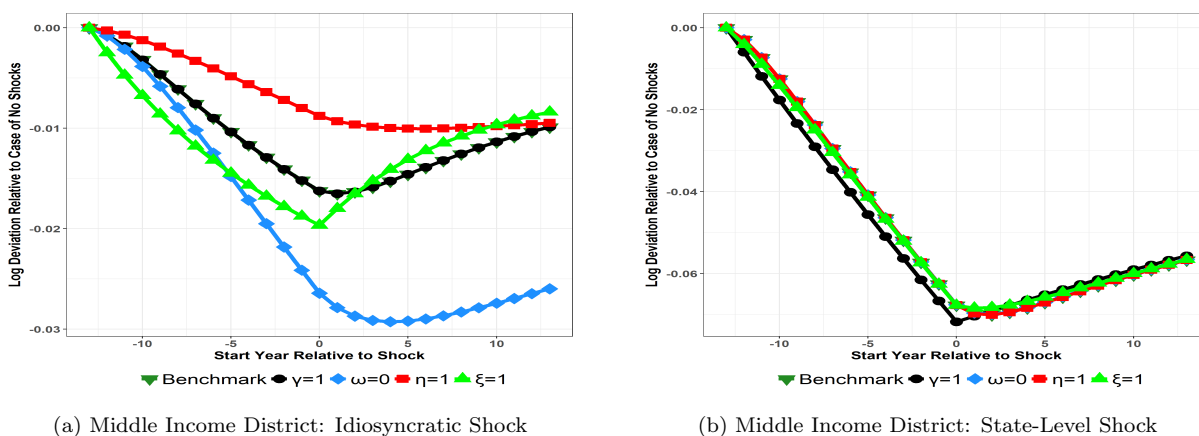 Log Deviation Relative to Case of No Shocks
0.00
-0.01
-0.02
-0.03
-10
-5
0
5
10
Start Year Relative to Shock
Benchmark γ=1 ω=0 η=1 ξ=1
(a) Middle Income District: Idiosyncratic Shock
Log Deviation Relative to Case of No Shocks
0.00
-0.02
-0.04
-0.06
-10
-5
0
5
10
Start Year Relative to Shock
Benchmark γ=1 ω=0 η=1 ξ=1
(b) Middle Income District: State-Level Shock